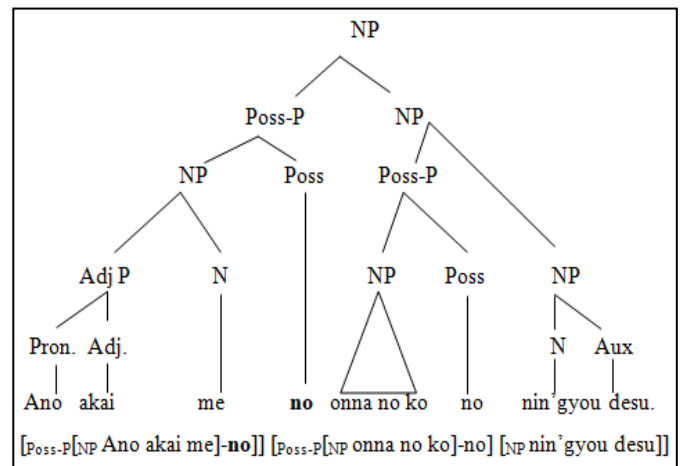 NP
Poss-P NP
NP Poss Poss-P
Adj P N NP Poss NP
Pron. Adj. N Aux
Ano akai me no onna no ko no nin'gyou desu.
[Poss-P[NP Ano akai me]-no]] [Poss-P[NP onna no ko]-no] [NP nin'gyou desu]]